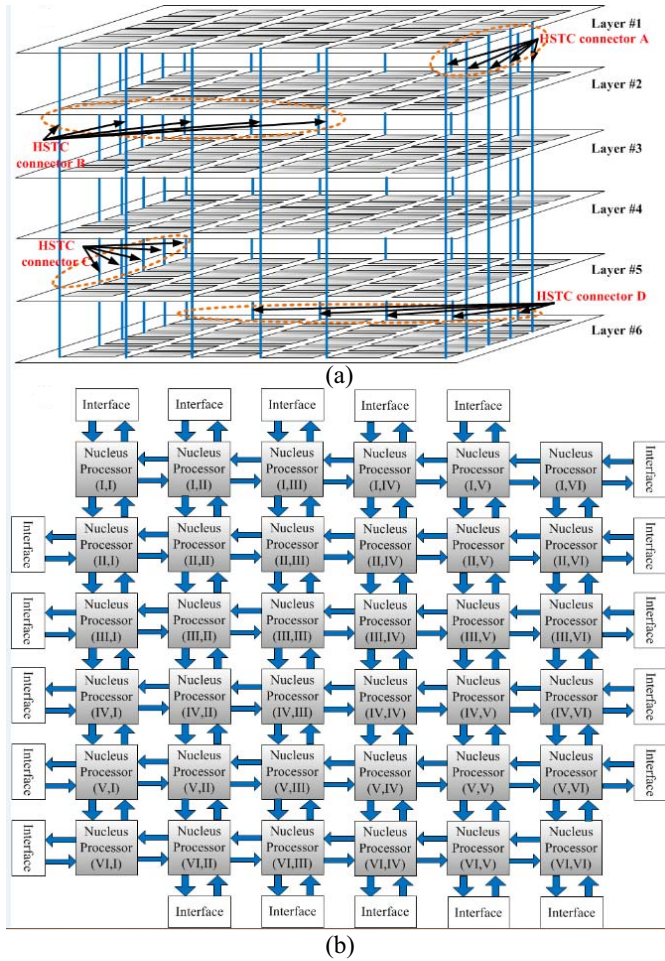 Layer #1
HSTC connector A
Layer #2
HSTC
connector B
Layer #3
Layer #4
HSTC
connector C
Layer #5
HSTC connector D
Layer #6
(a)
Interface
Interface
Interface
Interface
Interface
Nucleus
Processor
(I,I)
Nucleus
Processor
(I,II)
Nucleus
Processor
(I,III)
Nucleus
Processor
(I,IV)
Nucleus
Processor
(I,V)
Nucleus
Processor
(I,VI)
Interface
Interface
Nucleus
Processor
(II,I)
Nucleus
Processor
(II,II)
Nucleus
Processor
(II,III)
Nucleus
Processor
(II,IV)
Nucleus
Processor
(II,V)
Nucleus
Processor
(II,VI)
Interface
Interface
Nucleus
Processor
(III,I)
Nucleus
Processor
(III,II)
Nucleus
Processor
(III,III)
Nucleus
Processor
(III,IV)
Nucleus
Processor
(III,V)
Nucleus
Processor
(III,VI)
Interface
Interface
Nucleus
Processor
(IV,I)
Nucleus
Processor
(IV,II)
Nucleus
Processor
(IV,III)
Nucleus
Processor
(IV,IV)
Nucleus
Processor
(IV,V)
Nucleus
Processor
(IV,VI)
Interface
Interface
Nucleus
Processor
(V,I)
Nucleus
Processor
(V,II)
Nucleus
Processor
(V,III)
Nucleus
Processor
(V,IV)
Nucleus
Processor
(V,V)
Nucleus
Processor
(V,VI)
Interface
Interface
Nucleus
Processor
(VI,I)
Nucleus
Processor
(VI,II)
Nucleus
Processor
(VI,III)
Nucleus
Processor
(VI,IV)
Nucleus
Processor
(VI,V)
Nucleus
Processor
(VI,VI)
Interface
Interface
Interface
Interface
Interface
(b)